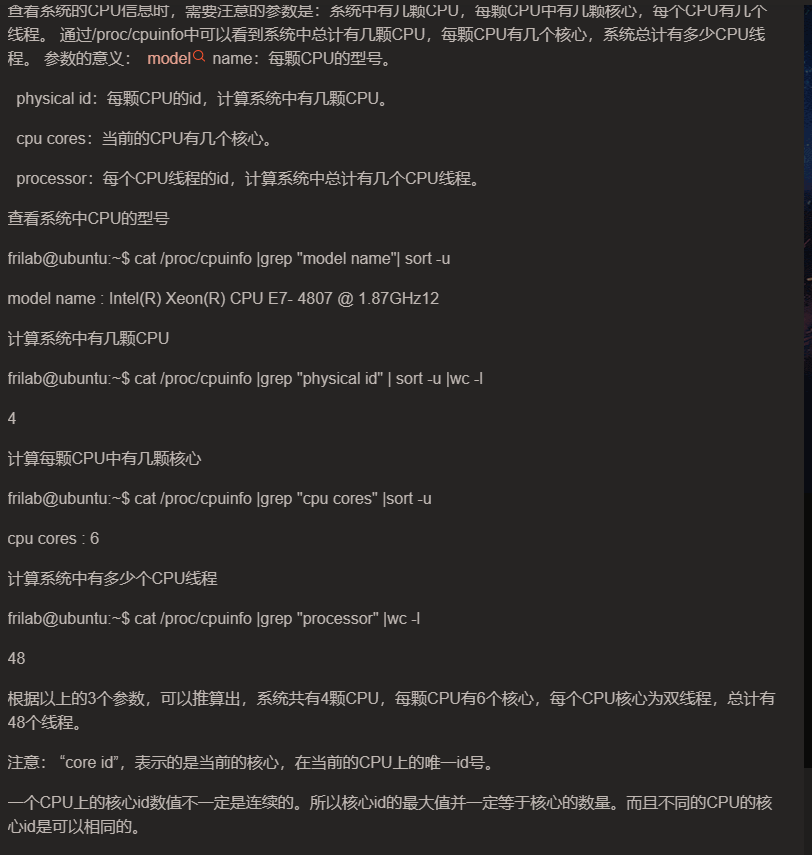 查看系统的CPU信息时，需要注意的参数是：系统中有几颗CPU，每颗CPU中有几颗核心，每个CPU有几个
线程。 通过/proc/cpuinfo中可以看到系统中总计有几颗CPU，每颗CPU有几个核心，系统总计有多少CPU线
程。 参数的意义： model name：每颗CPU的型号。
physical id：每颗CPU的id，计算系统中有几颗CPU。
cpu cores：当前的CPU有几个核心。
processor：每个CPU线程的id，计算系统中总计有几个CPU线程。
查看系统中CPU的型号
frilab@ubuntu:~$ cat /proc/cpuinfo |grep "model name"| sort -u
model name : Intel(R) Xeon(R) CPU E7- 4807 @ 1.87GHz12
计算系统中有几颗CPU
frilab@ubuntu:~$ cat /proc/cpuinfo |grep "physical id" | sort -u |wc -l
4
计算每颗CPU中有几颗核心
frilab@ubuntu:~$ cat /proc/cpuinfo |grep "cpu cores" |sort -u
cpu cores : 6
计算系统中有多少个CPU线程
frilab@ubuntu:~$ cat /proc/cpuinfo |grep "processor" |wc -l
48
根据以上的3个参数，可以推算出，系统共有4颗CPU，每颗CPU有6个核心，每个CPU核心为双线程，总计有
48个线程。
注意： “core id”，表示的是当前的核心，在当前的CPU上的唯一id号。
一个CPU上的核心id数值不一定是连续的。所以核心id的最大值并一定等于核心的数量。而且不同的CPU的核
心id是可以相同的。